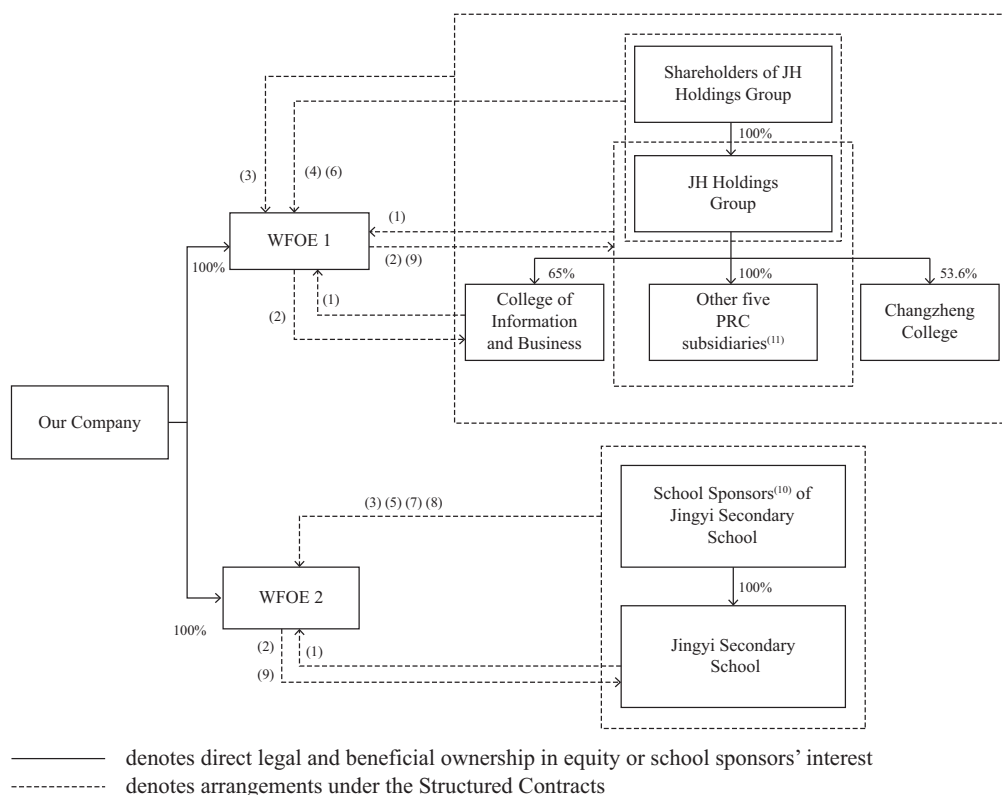 Shareholders of JH
Holdings Group
100%
(3)
(4) (6)
JH Holdings
Group
(1)
WFOE 1
(2) (9)
100%
65%
100%
53.6%
(2)
(1)
College of
Information
and Business
Other five
PRC
subsidiaries(11)
Changzheng
College
Our Company
(3) (5) (7) (8)
School Sponsors(10) of
Jingyi Secondary
School
WFOE 2
100%
100%
(2)
(1)
(9)
Jingyi Secondary
School
denotes direct legal and beneficial ownership in equity or school sponsors’ interest
denotes arrangements under the Structured Contracts